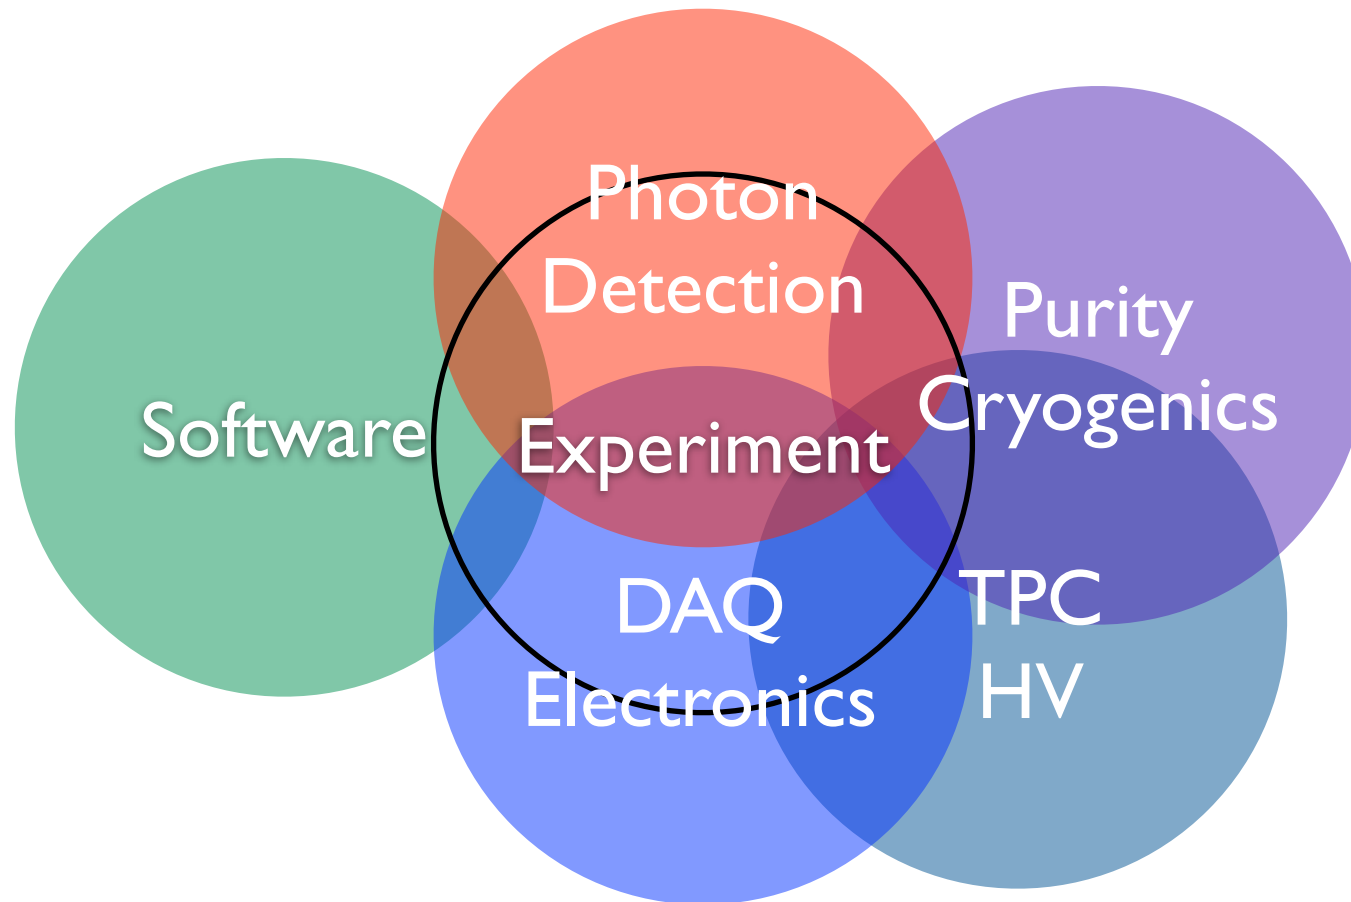 Photon
Detection
Purity
Cryogenics
Software
Experiment
DAQ
Electronics
TPC
HV